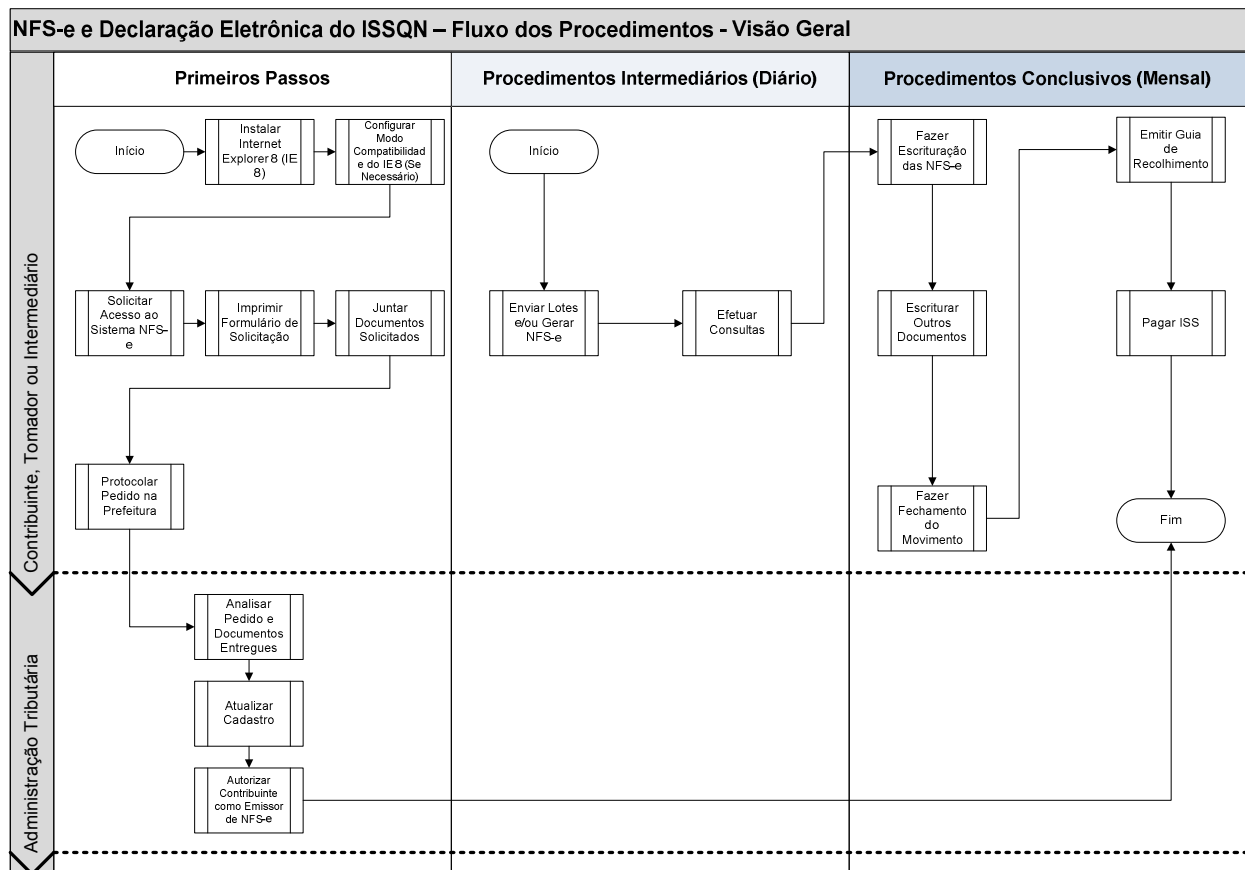 NFS-e e Declaração Eletrônica do ISSQN – Fluxo dos Procedimentos - Visão Geral
Primeiros Passos
Procedimentos Intermediários (Diário)
Procedimentos Conclusivos (Mensal)
Contribuinte, Tomador ou Intermediário
Início
Instalar
Internet
Explorer 8 (IE
8)
Configurar
Modo
Compatibilidad
e do IE 8 (Se
Necessário)
Solicitar
Acesso ao
Sistema NFS-
e
Imprimir
Formulário de
Solicitação
Juntar
Documentos
Solicitados
Protocolar
Pedido na
Prefeitura
Início
Enviar Lotes
e/ou Gerar
NFS-e
Efetuar
Consultas
Fazer
Escrituração
das NFS-e
Escriturar
Outros
Documentos
Fazer
Fechamento
do
Movimento
Emitir Guia
de
Recolhimento
Pagar ISS
Fim
Administração Tributária
Analisar
Pedido e
Documentos
Entregues
Atualizar
Cadastro
Autorizar
Contribuinte
como Emissor
de NFS-e